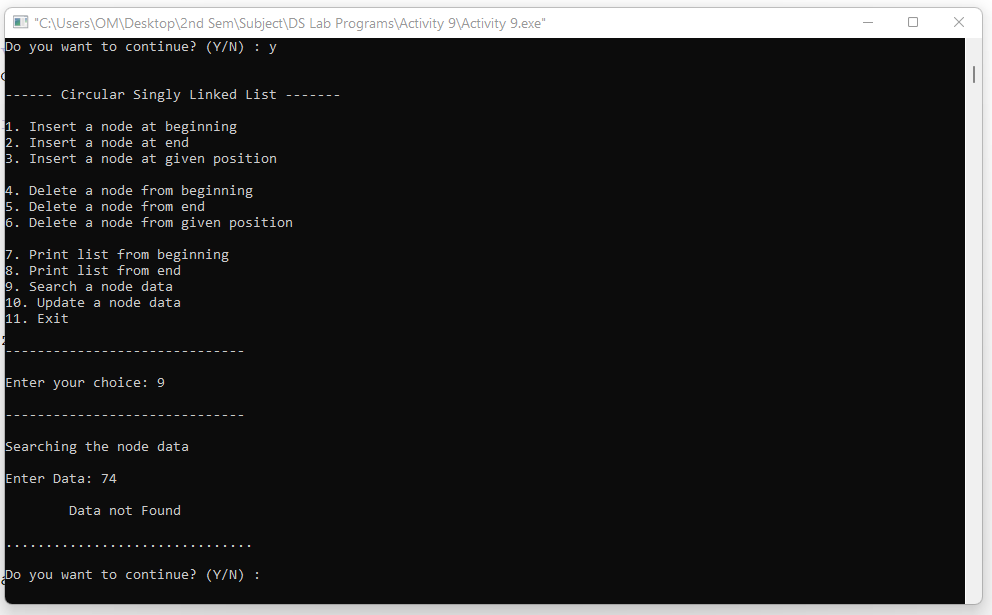 "C:\Users\OM\Desktop\2nd Sem\Subject\DS Lab Programs\Activity 9\Activity 9.exe"
Do you want to continue? (Y/N) : y
------ Circular Singly Linked List -------
1. Insert a node at beginning
2. Insert a node at end
3. Insert a node at given position
4. Delete a node from beginning
5. Delete a node from end
6. Delete a node from given position
7. Print list from beginning
8. Print list from end
9. Search a node data
10. Update a node data
11. Exit
------------------------------
Enter your choice: 9
------------------------------
Searching the node data
Enter Data: 74
Data not Found
...............................
Do you want to continue? (Y/N) :